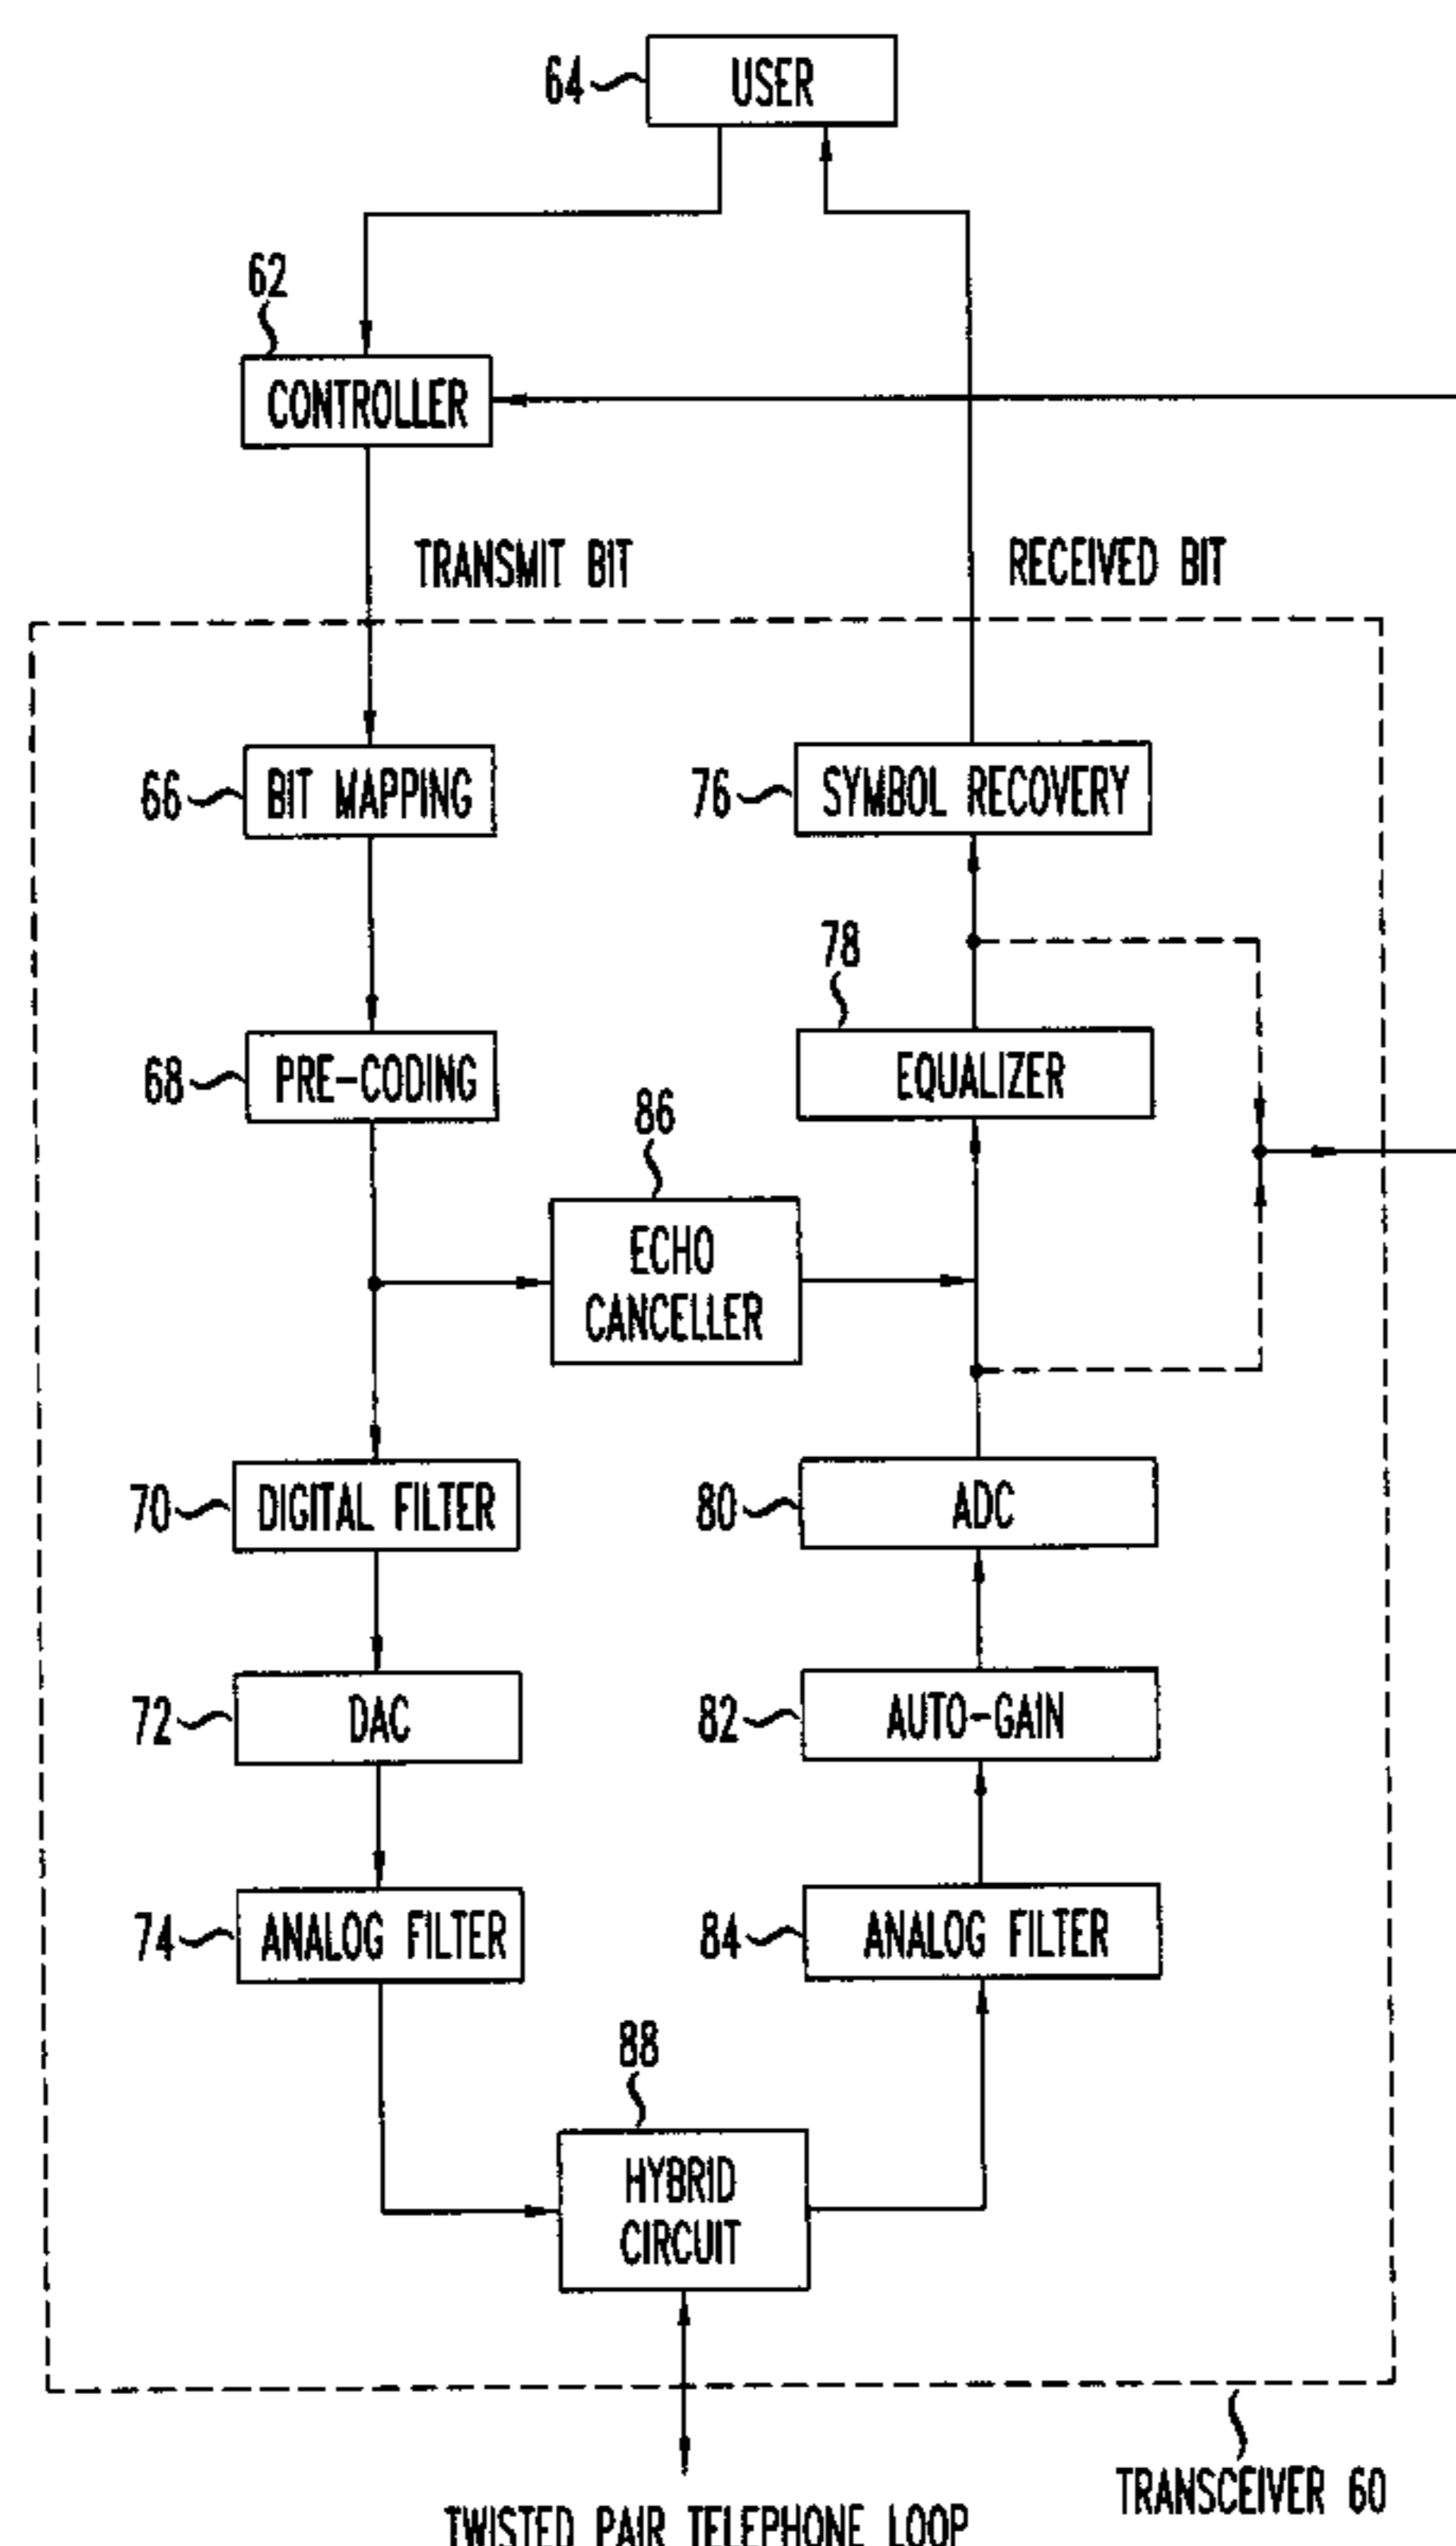 64
USER
62
CONTROLLER
TRANSMIT BIT
RECEIVED BIT
66
BIT MAPPING
76
SYMBOL RECOVERY
78
68
PRE-CODING
EQUALIZER
86
ECHO
CANCELLER
70
DIGITAL FILTER
80
ADC
72
DAC
82
AUTO-GAIN
74
ANALOG FILTER
84
ANALOG FILTER
88
HYBRID
CIRCUIT
TRANSCEIVER 60
TWISTED PAIR TELEPHONE LOOP